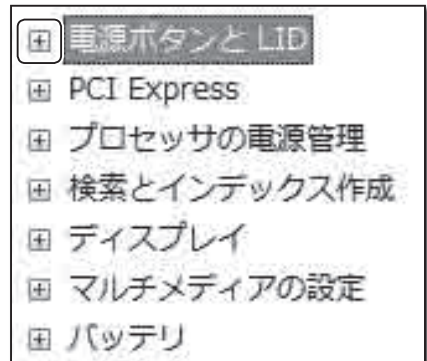 電源ボタンと LID
PCI Express
プロセッサの電源管理
検索とインデックス作成
ディスプレイ
マルチメディアの設定
バッテリ